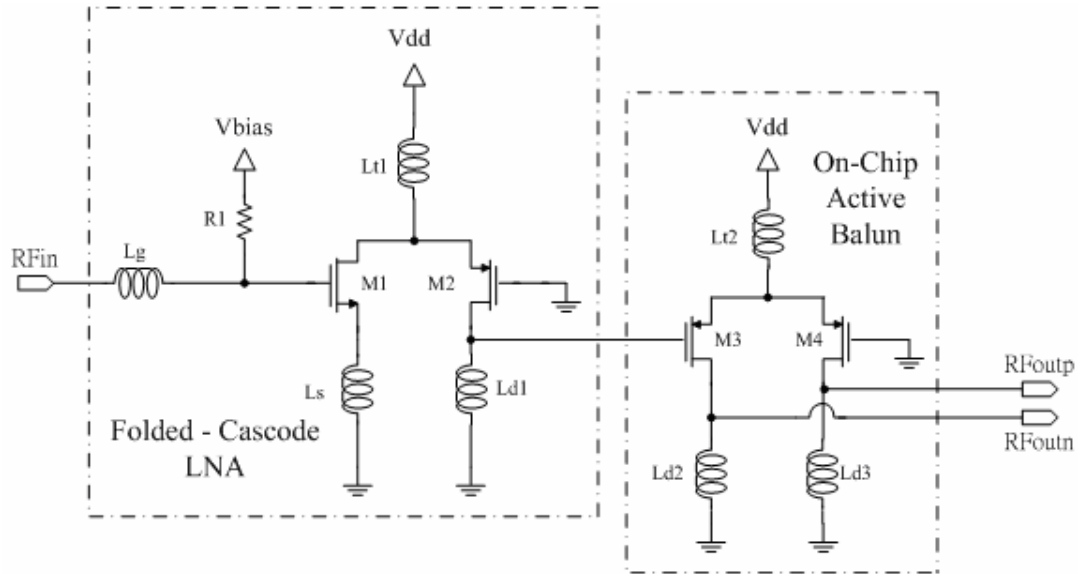 Vdd
Vbias
Lt1
R1
RFin
Lg
M1
M2
Ls
Ld1
Folded - Cascode
LNA
Vdd
On-Chip
Active
Balun
Lt2
M3
M4
RFoutp
RFoutn
Ld2
Ld3